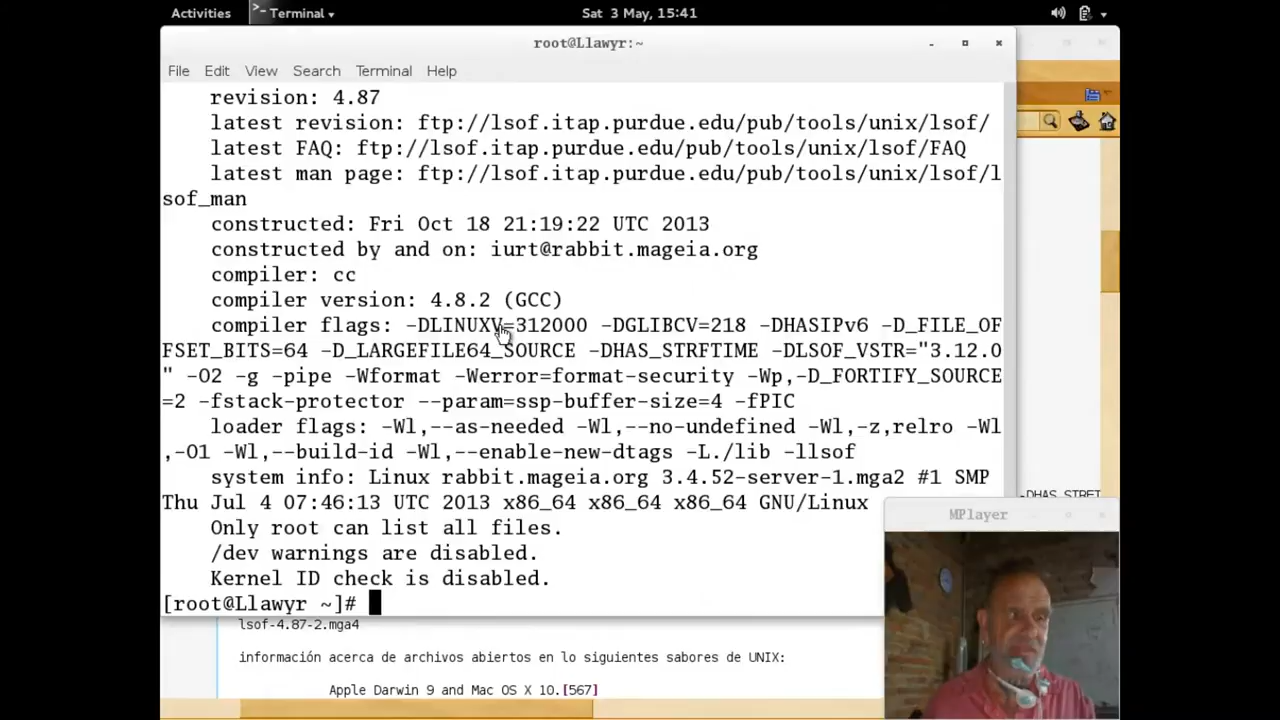 Activities >_ Terminal Sat 3 May, 15:41
root@Llawyr:~
File Edit View Search Terminal Help
revision: 4.87
latest revision: ftp://lsof.itap.purdue.edu/pub/tools/unix/lsof/
latest FAQ: ftp://lsof.itap.purdue.edu/pub/tools/unix/lsof/FAQ
latest man page: ftp://lsof.itap.purdue.edu/pub/tools/unix/lsof/l
sof_man
constructed: Fri Oct 18 21:19:22 UTC 2013
constructed by and on: iurt@rabbit.mageia.org
compiler: cc
compiler version: 4.8.2 (GCC)
compiler flags: -DLINUXV=312000 -DGLIBCV=218 -DHASIPv6 -D_FILE_OF
FSET_BITS=64 -D_LARGEFILE64_SOURCE -DHAS_STRFTIME -DLSOF_VSTR="3.12.0
" -O2 -g -pipe -Wformat -Werror=format-security -Wp,-D_FORTIFY_SOURCE
=2 -fstack-protector --param=ssp-buffer-size=4 -fPIC
loader flags: -Wl,--as-needed -Wl,--no-undefined -Wl,-z,relro -Wl
,-O1 -Wl,--build-id -Wl,--enable-new-dtags -L./lib -llsof
system info: Linux rabbit.mageia.org 3.4.52-server-1.mga2 #1 SMP
Thu Jul 4 07:46:13 UTC 2013 x86_64 x86_64 x86_64 GNU/Linux
Only root can list all files.
/dev warnings are disabled.
Kernel ID check is disabled.
[root@Llawyr ~]#
MPlayer
lsof-4.87-2.mga4
información acerca de archivos abiertos en lo siguientes sabores de UNIX:
Apple Darwin 9 and Mac OS X 10.[567]